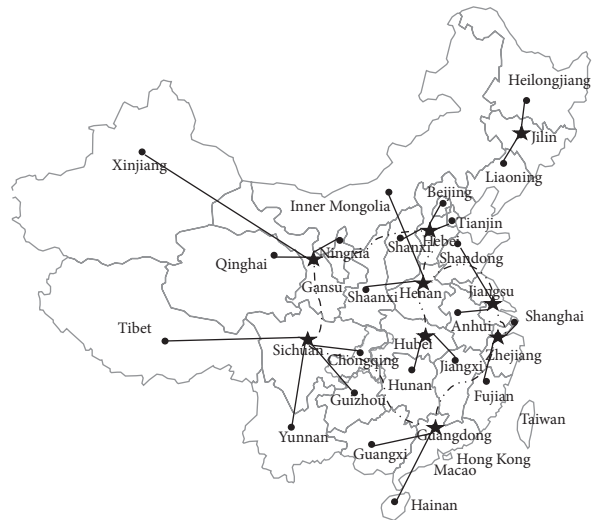 Heilongjiang
Jilin
Xinjiang
Liaoning
Beijing
Inner Mongolia
Tianjin
Shanxi
Hebei
Ningxia
Shandong
Qinghai
Gansu
Shaanxi
Henan
Jiangsu
Shanghai
Anhui
Tibet
Hubei
Sichuan
Chongqing
Zhejiang
Jiangxi
Hunan
Guizhou
Fujian
Taiwan
Yunnan
Guangdong
Guangxi
Hong Kong
Macao
Hainan